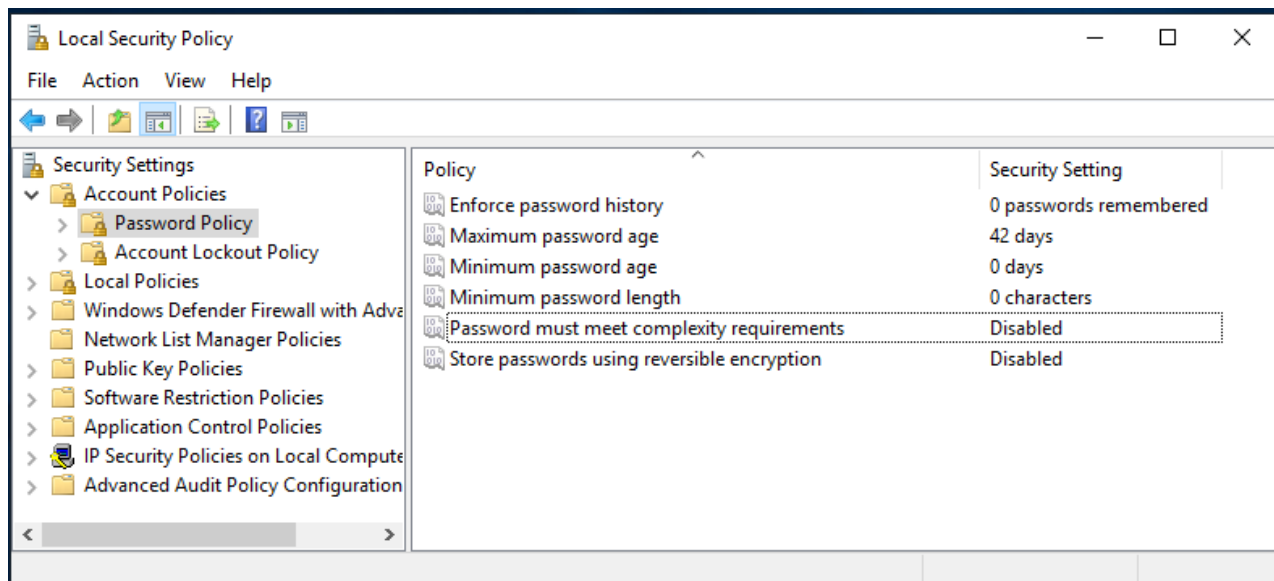 Local Security Policy
File Action View Help
Security Settings
Account Policies
Password Policy
Account Lockout Policy
Local Policies
Windows Defender Firewall with Adva
Network List Manager Policies
Public Key Policies
Software Restriction Policies
Application Control Policies
IP Security Policies on Local Compute
Advanced Audit Policy Configuration
Policy Security Setting
Enforce password history 0 passwords remembered
Maximum password age 42 days
Minimum password age 0 days
Minimum password length 0 characters
Password must meet complexity requirements Disabled
Store passwords using reversible encryption Disabled